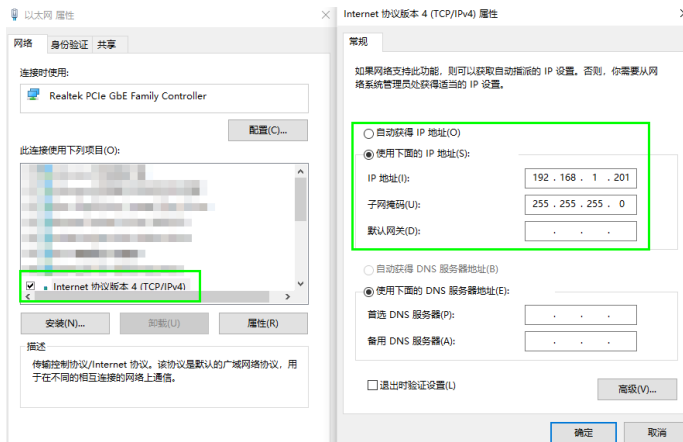 以太网 属性
网络 身份验证 共享
连接时使用:
Realtek PCIe GbE Family Controller
配置(C)...
此连接使用下列项目(O):
Internet 协议版本 4 (TCP/IPv4)
安装(N)... 卸载(U) 属性(R)
描述
传输控制协议/Internet 协议。该协议是默认的广域网络协议，用
于在不同的相互连接的网络上通信。
Internet 协议版本 4 (TCP/IPv4) 属性
常规
如果网络支持此功能，则可以获取自动指派的 IP 设置。否则，你需要从网
络系统管理员处获得适当的 IP 设置。
自动获得 IP 地址(O)
使用下面的 IP 地址(S):
IP 地址(I): 192 . 168 . 1 . 201
子网掩码(U): 255 . 255 . 255 . 0
默认网关(D): . . .
自动获得 DNS 服务器地址(B)
使用下面的 DNS 服务器地址(E):
首选 DNS 服务器(P): . . .
备用 DNS 服务器(A): . . .
退出时验证设置(L)
高级(V)...
确定 取消